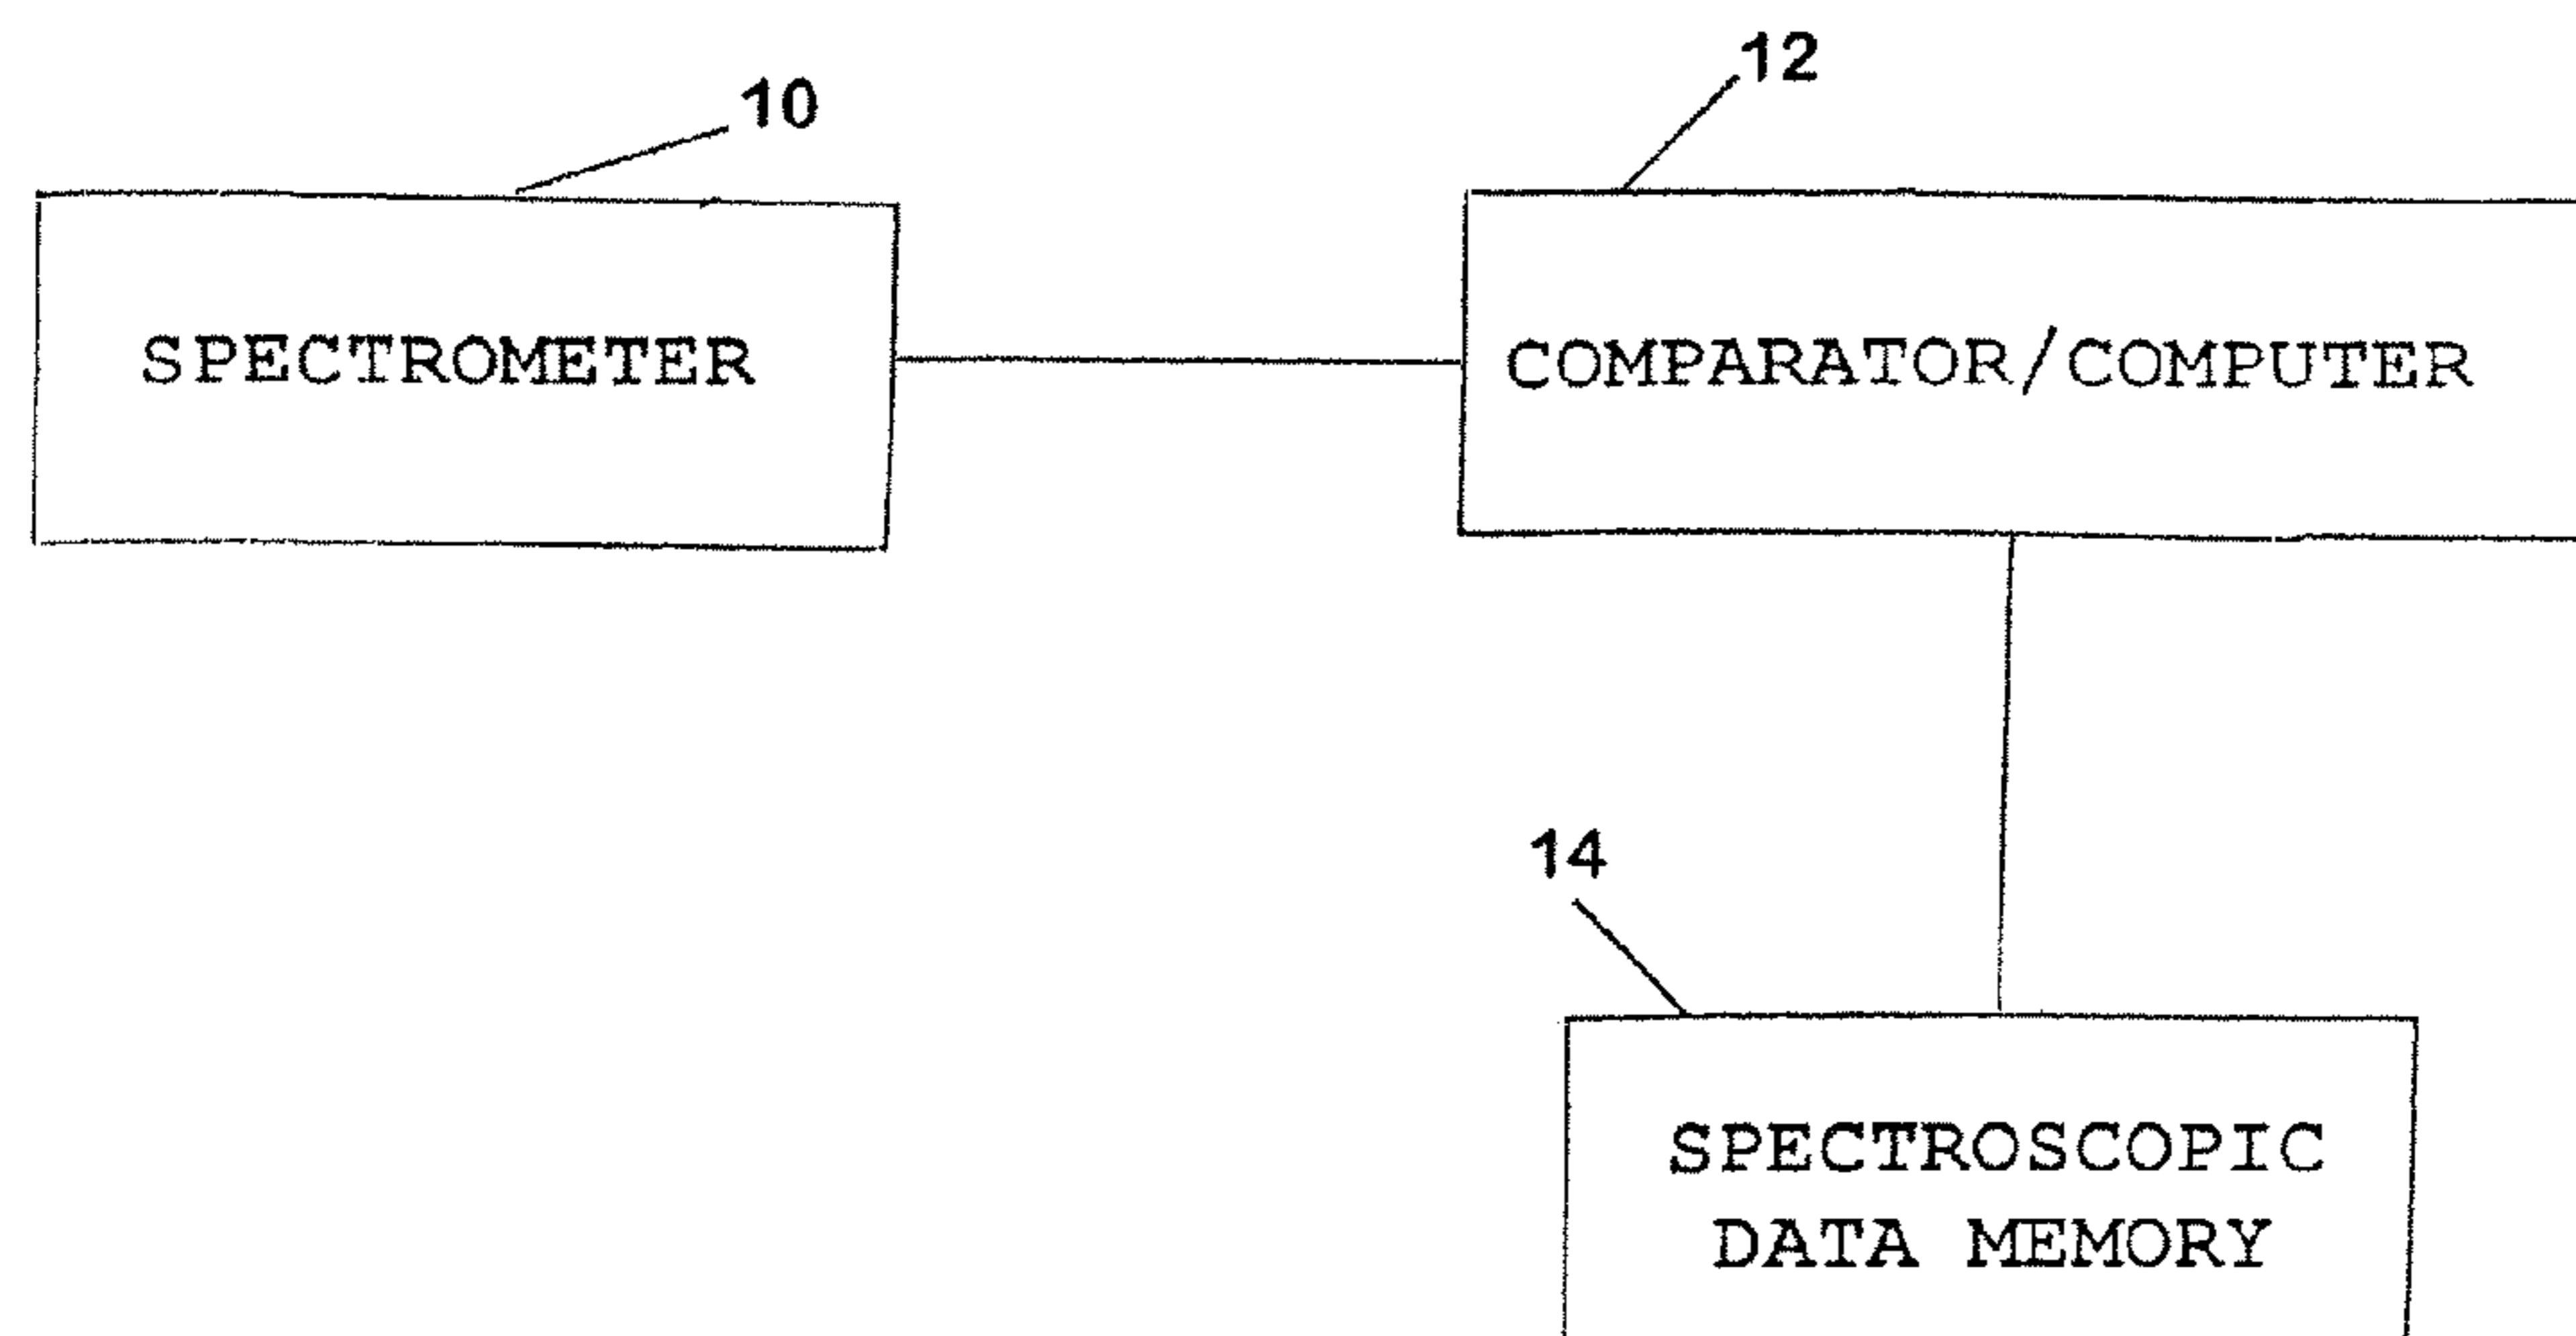 10
12
SPECTROMETER
COMPARATOR/COMPUTER
14
SPECTROSCOPIC
DATA MEMORY